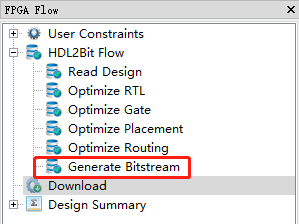 FPGA Flow
User Constraints
HDL2Bit Flow
Read Design
Optimize RTL
Optimize Gate
Optimize Placement
Optimize Routing
Generate Bitstream
Download
Design Summary